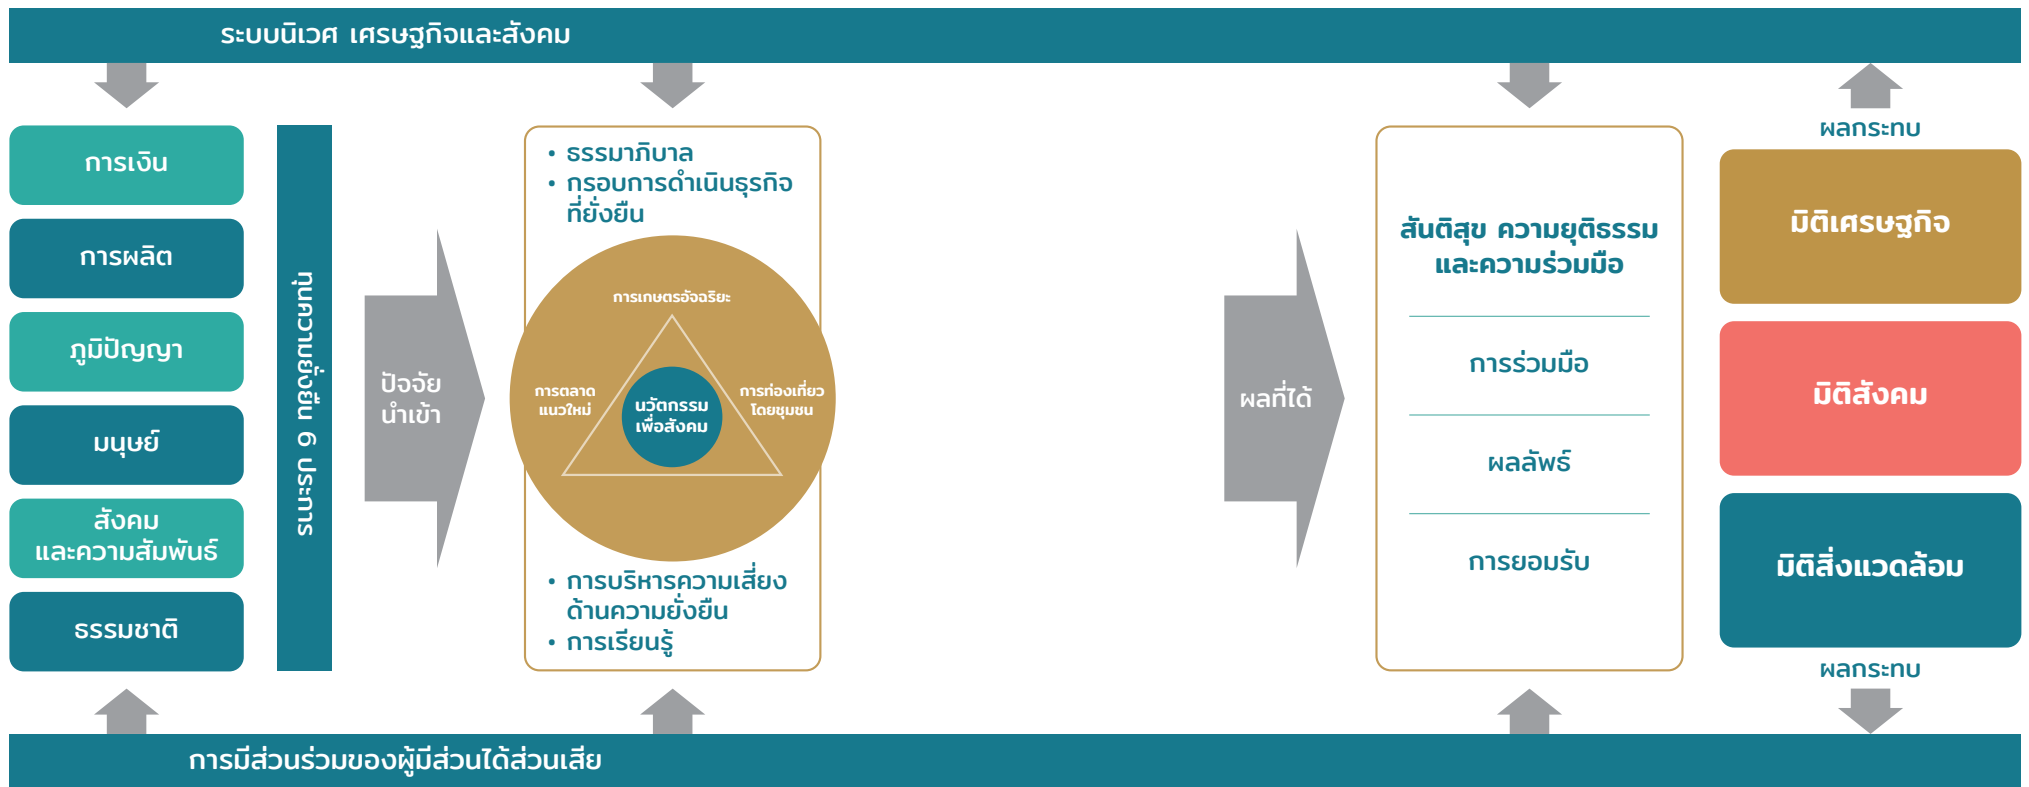 ระบบนิเวศ เศรษฐกิจและสังคม
การเงิน
การผลิต
ภูมิปัญญา
มนุษย์
สังคม
และความสัมพันธ์
ธรรมชาติ
ทุนความยั่งยืน 6 ประการ
ปัจจัย
นำเข้า
• ธรรมาภิบาล
• กรอบการดำเนินธุรกิจ
ที่ยั่งยืน
การเกษตรอัจฉริยะ
การตลาด
แนวใหม่
นวัตกรรม
เพื่อสังคม
การท่องเที่ยว
โดยชุมชน
• การบริหารความเสี่ยง
ด้านความยั่งยืน
• การเรียนรู้
ผลที่ได้
สันติสุข ความยุติธรรม
และความร่วมมือ
การร่วมมือ
ผลลัพธ์
การยอมรับ
ผลกระทบ
มิติเศรษฐกิจ
มิติสังคม
มิติสิ่งแวดล้อม
ผลกระทบ
การมีส่วนร่วมของผู้มีส่วนได้ส่วนเสีย